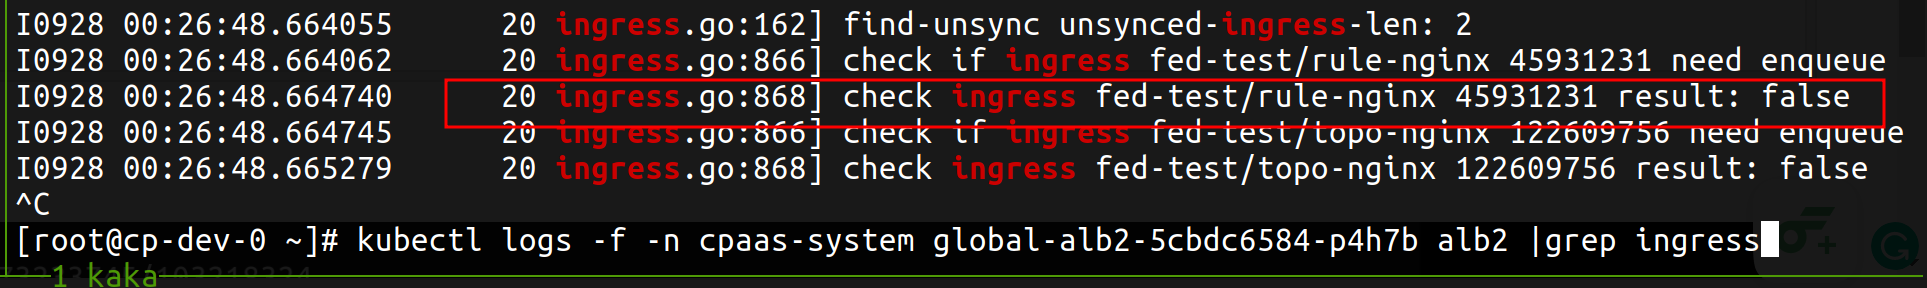 I0928 00:26:48.664055      20 ingress.go:162] find-unsync unsynced-ingress-len: 2
I0928 00:26:48.664062      20 ingress.go:866] check if ingress fed-test/rule-nginx 45931231 need enqueue
I0928 00:26:48.664740      20 ingress.go:868] check ingress fed-test/rule-nginx 45931231 result: false
I0928 00:26:48.664745      20 ingress.go:866] check if ingress fed-test/topo-nginx 122609756 need enqueue
I0928 00:26:48.665279      20 ingress.go:868] check ingress fed-test/topo-nginx 122609756 result: false
^C
[root@cp-dev-0 ~]# kubectl logs -f -n cpaas-system global-alb2-5cbdc6584-p4h7b alb2 |grep ingress
1 kaka